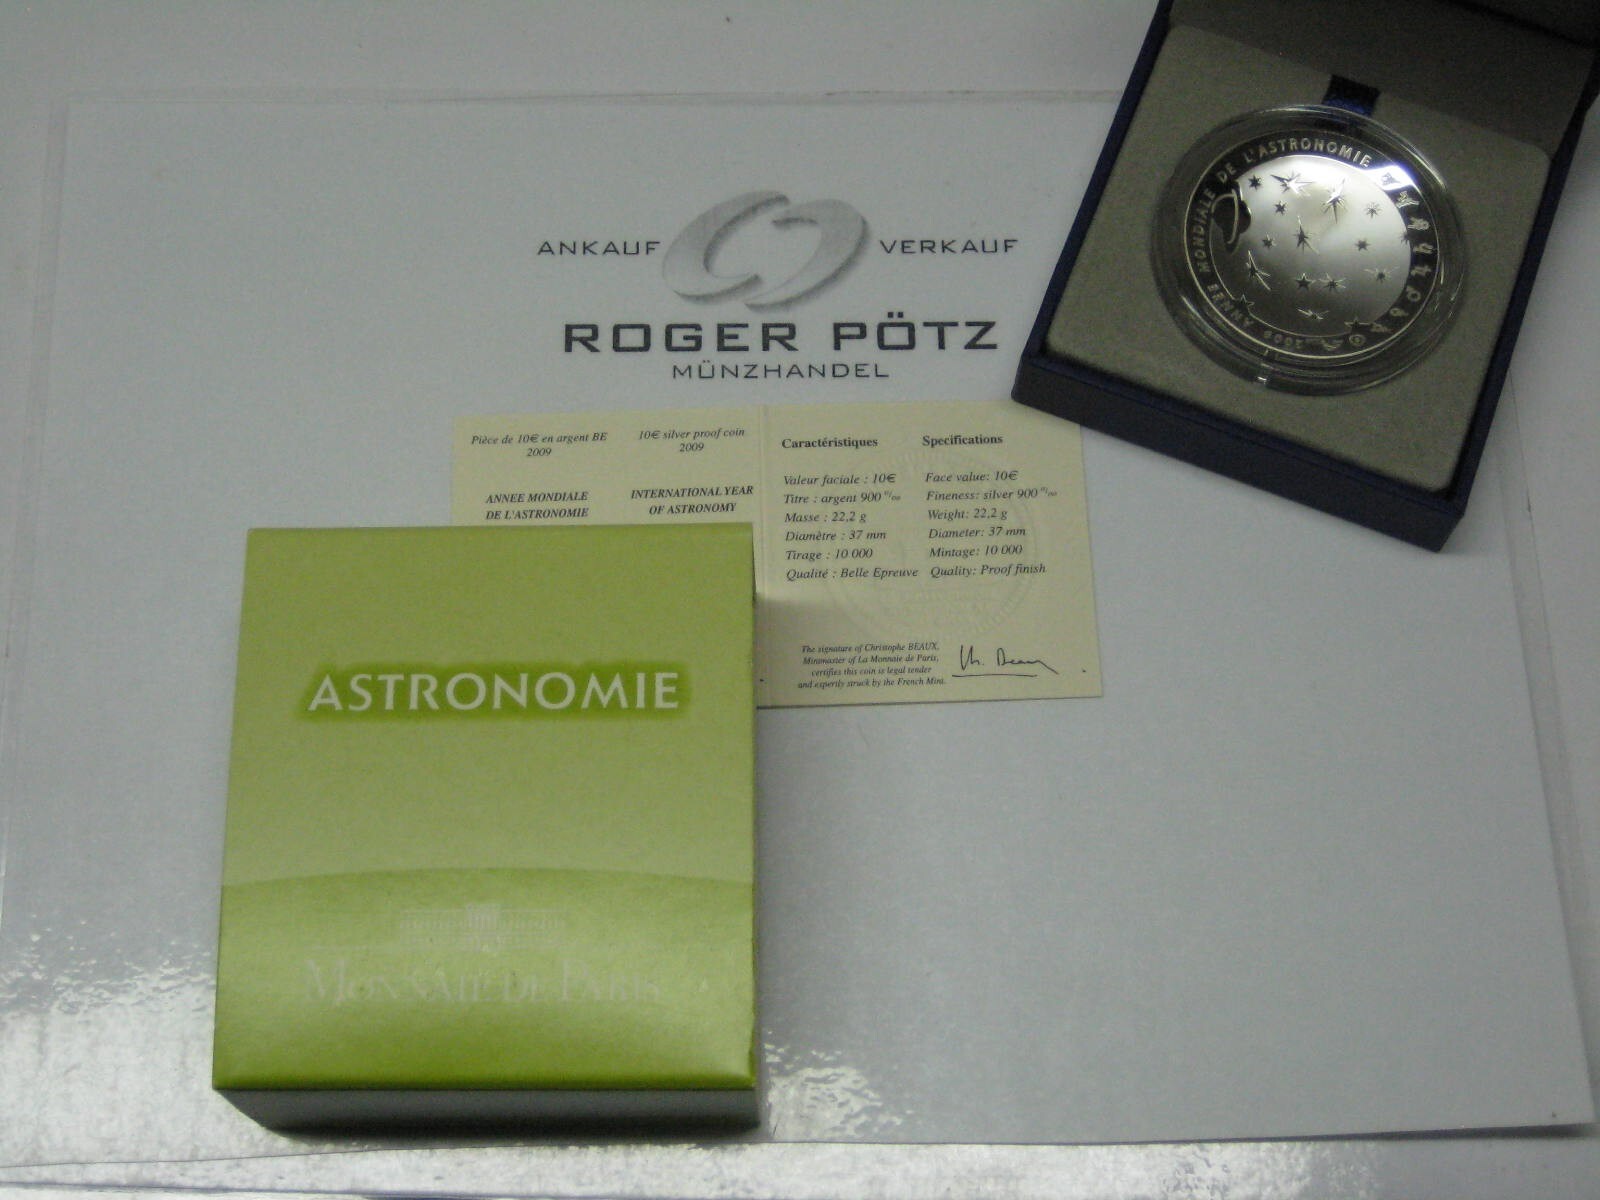 ANKAUF VERKAUF
ROGER PÖTZ
MÜNZHANDEL
ANNEE MONDIALE DE L'ASTRONOMIE
2009
Pièce de 10€ en argent BE
2009
ANNEE MONDIALE
DE L'ASTRONOMIE
10€ silver proof coin
2009
INTERNATIONAL YEAR
OF ASTRONOMY
Caractéristiques
Valeur faciale : 10€
Titre : argent 900 °/oo
Masse : 22,2 g
Diamètre : 37 mm
Tirage : 10 000
Qualité : Belle Epreuve
Specifications
Face value: 10€
Fineness: silver 900 °/oo
Weight: 22,2 g
Diameter: 37 mm
Mintage: 10 000
Quality: Proof finish
The signature of Christophe BEAUX,
Mintmaster of La Monnaie de Paris,
certifies this coin is legal tender
and expertly struck by the French Mint.
ASTRONOMIE
MONNAIE DE PARIS